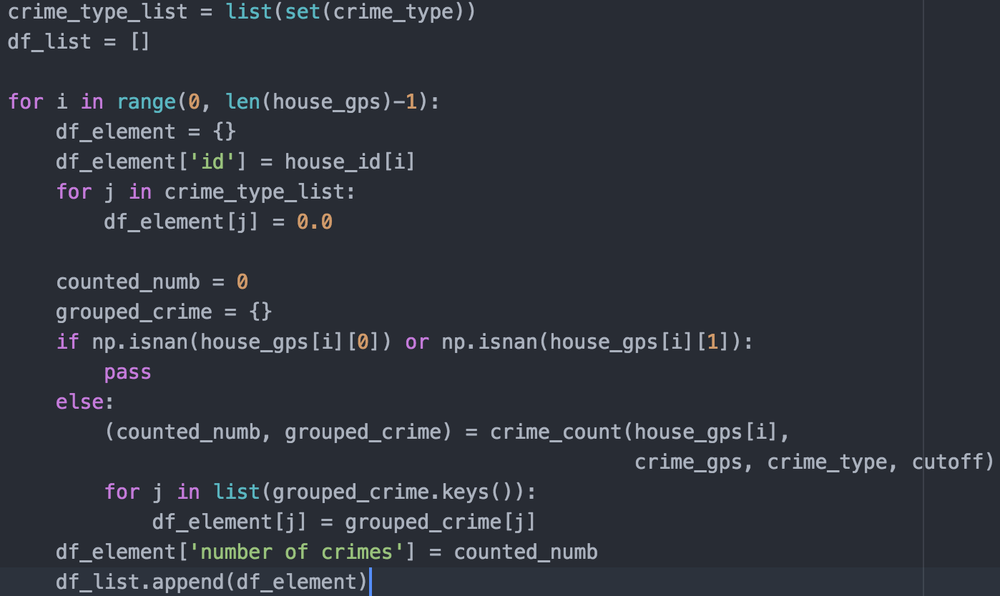 crime_type_list = list(set(crime_type))
df_list = []

for i in range(0, len(house_gps)-1):
    df_element = {}
    df_element['id'] = house_id[i]
    for j in crime_type_list:
        df_element[j] = 0.0

    counted_numb = 0
    grouped_crime = {}
    if np.isnan(house_gps[i][0]) or np.isnan(house_gps[i][1]):
        pass
    else:
        (counted_numb, grouped_crime) = crime_count(house_gps[i],
                                                    crime_gps, crime_type, cutoff)
        for j in list(grouped_crime.keys()):
            df_element[j] = grouped_crime[j]
    df_element['number of crimes'] = counted_numb
    df_list.append(df_element)